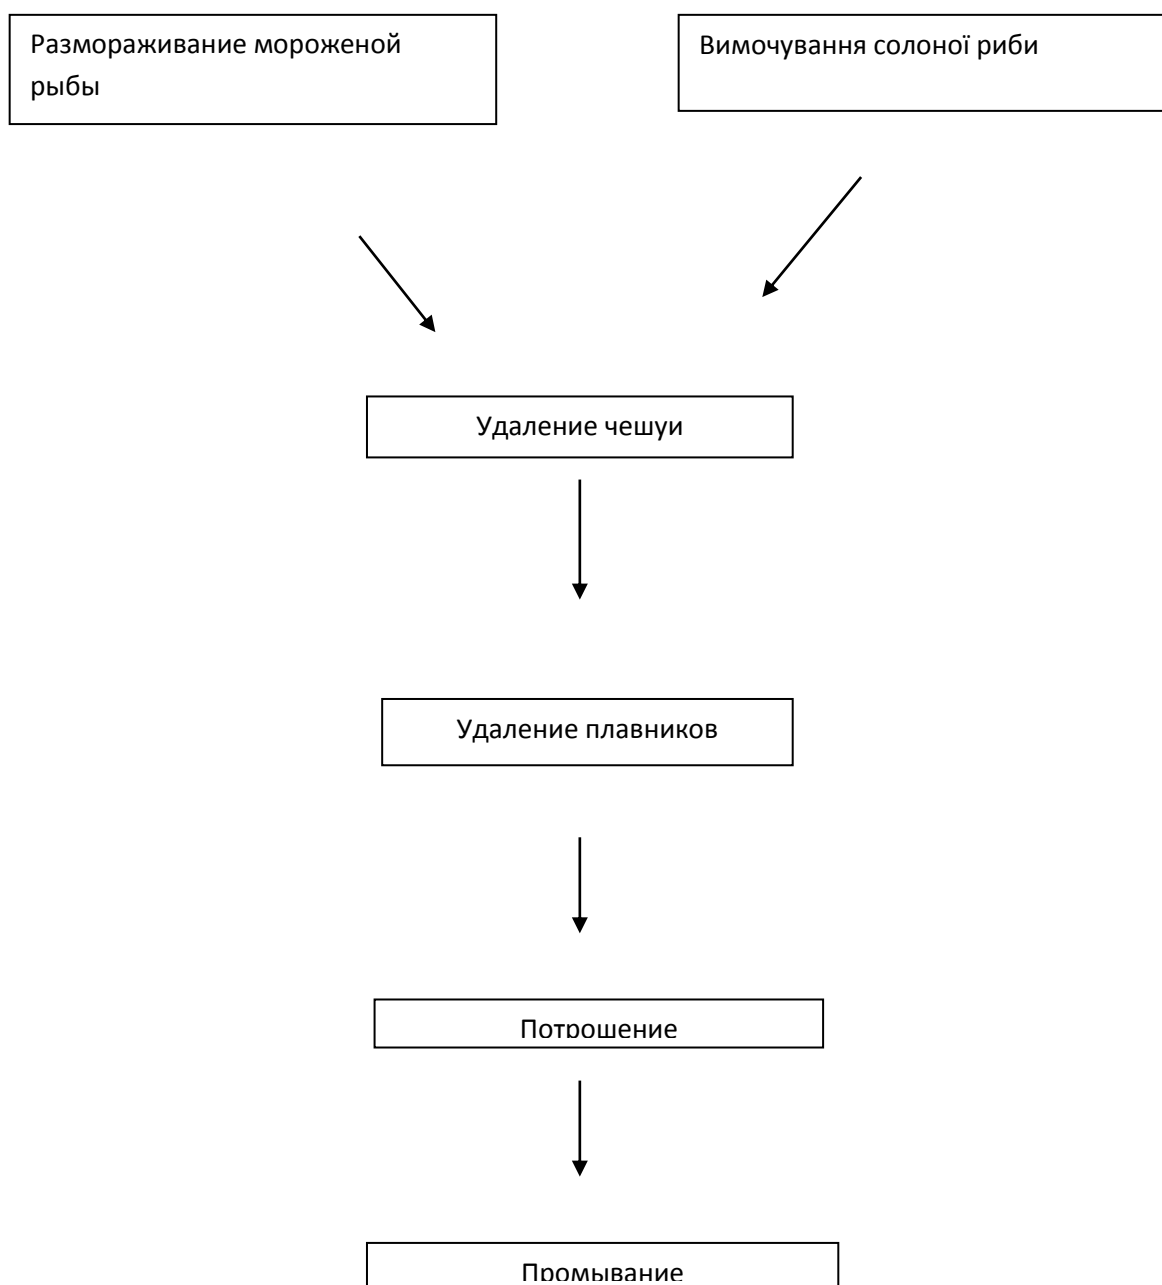 Размораживание мороженой
рыбы
Вимочування солоної риби
Удаление чешуи
Удаление плавников
Потрошение
Промывание